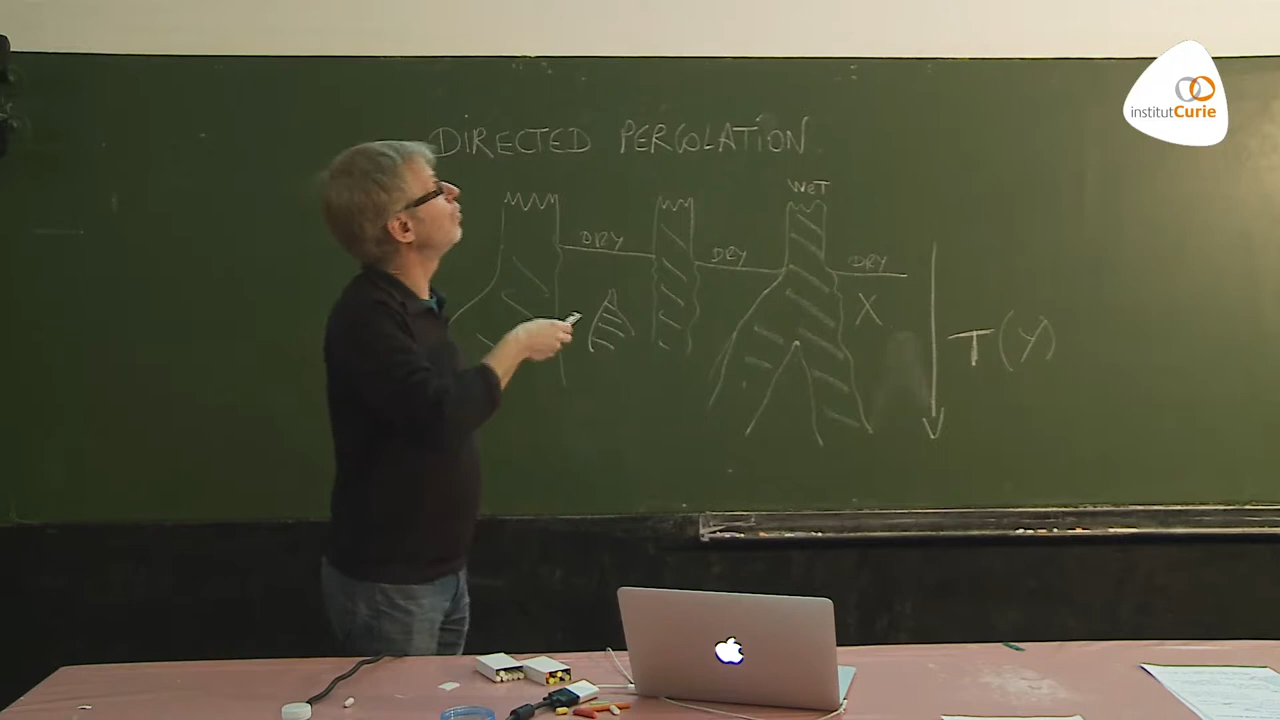 institutCurie
DIRECTED PERCOLATION
WeT
DRY DRY DRY
X
T(Y)